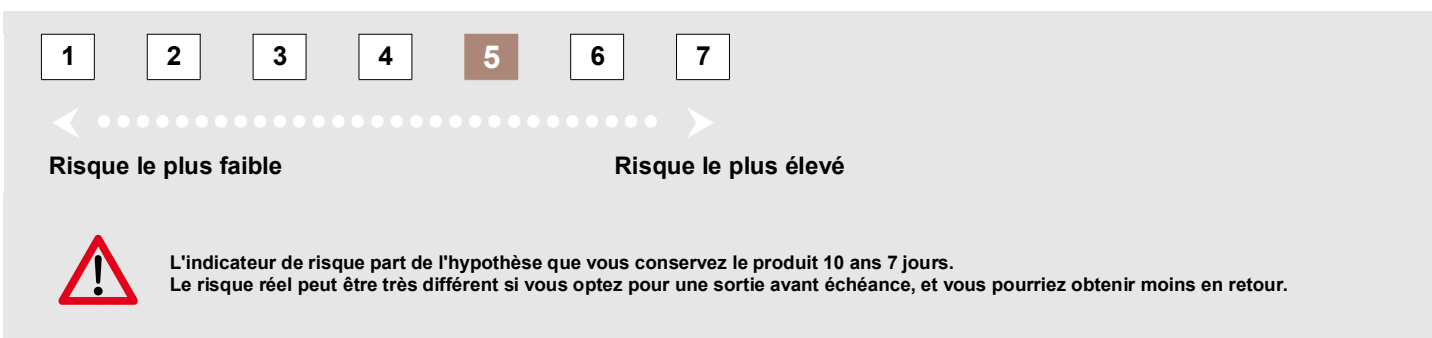 1 2 3 4 5 6 7
Risque le plus faible Risque le plus élevé
L'indicateur de risque part de l'hypothèse que vous conservez le produit 10 ans 7 jours.
Le risque réel peut être très différent si vous optez pour une sortie avant échéance, et vous pourriez obtenir moins en retour.